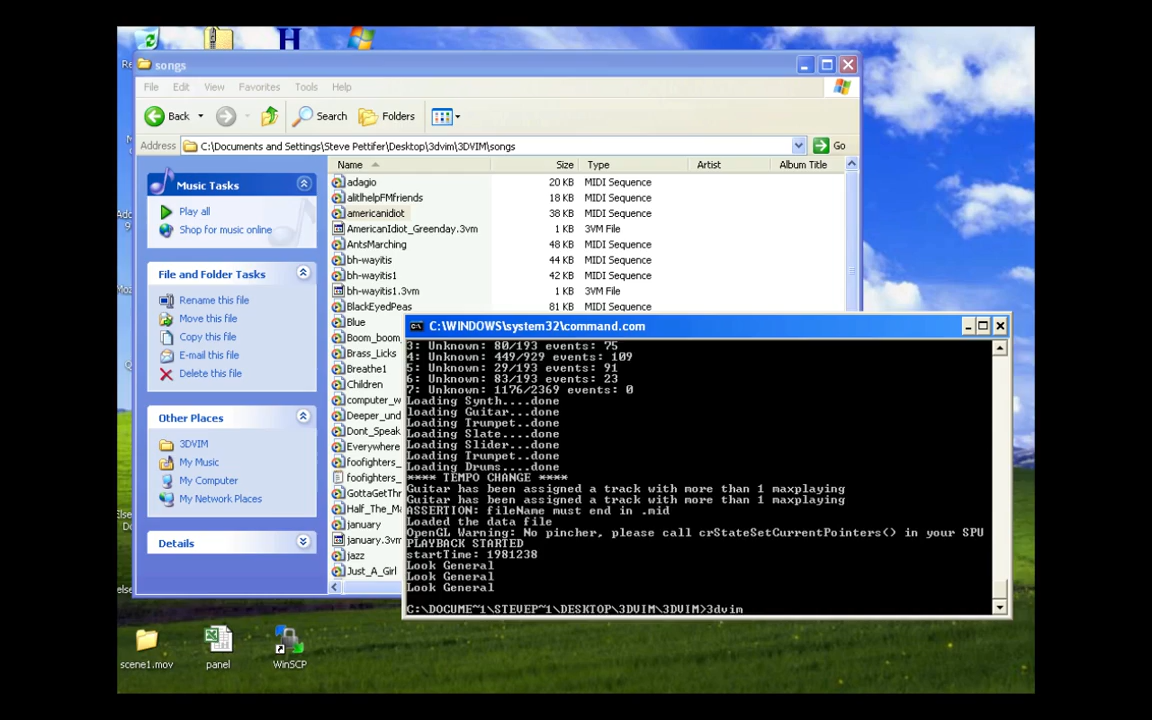 H
songs
File Edit View Favorites Tools Help
Back Search Folders
Address C:\Documents and Settings\Steve Pettifer\Desktop\3dvim\3DVIM\songs Go
Name Size Type Artist Album Title
Music Tasks
Play all
Shop for music online
File and Folder Tasks
Rename this file
Move this file
Copy this file
E-mail this file
Delete this file
Other Places
3DVIM
My Music
My Computer
My Network Places
Details
adagio 20 KB MIDI Sequence
alitlhelpFMfriends 18 KB MIDI Sequence
americanidiot 38 KB MIDI Sequence
AmericanIdiot_Greenday.3vm 1 KB 3VM File
AntsMarching 48 KB MIDI Sequence
bh-wayitis 44 KB MIDI Sequence
bh-wayitis1 42 KB MIDI Sequence
bh-wayitis1.3vm 1 KB 3VM File
BlackEyedPeas 81 KB MIDI Sequence
Blue
Boom_boom_
Brass_Licks
Breathe1
Children
computer_w
Deeper_und
Dont_Speak
Everywhere
foofighters_
foofighters_
GottaGetThr
Half_The_Ma
january
january.3vm
jazz
Just_A_Girl
C:\WINDOWS\system32\command.com
3: Unknown: 80/193 events: 75
4: Unknown: 449/929 events: 109
5: Unknown: 29/193 events: 91
6: Unknown: 83/193 events: 23
7: Unknown: 1176/2369 events: 0
Loading Synth....done
loading Guitar...done
Loading Trumpet..done
Loading Slate....done
Loading Slider...done
Loading Trumpet..done
Loading Drums....done
**** TEMPO CHANGE ****
Guitar has been assigned a track with more than 1 maxplaying
Guitar has been assigned a track with more than 1 maxplaying
ASSERTION: fileName must end in .mid
Loaded the data file
OpenGL Warning: No pincher, please call crStateSetCurrentPointers() in your SPU
PLAYBACK STARTED
startTime: 1981238
Look General
Look General
Look General
C:\DOCUME~1\STEVEP~1\DESKTOP\3DVIM\3DVIM>3dvim
scene1.mov panel WinSCP